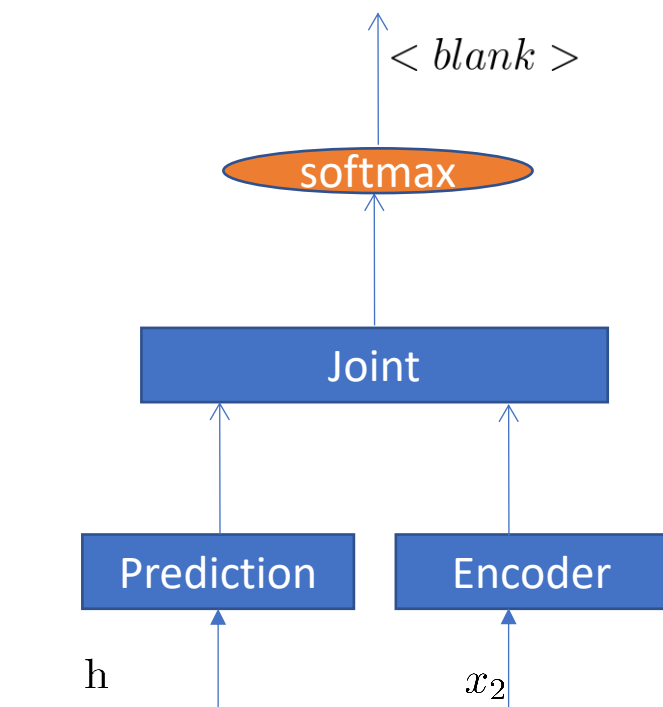 < blank >
softmax
Joint
Prediction Encoder
h x₂